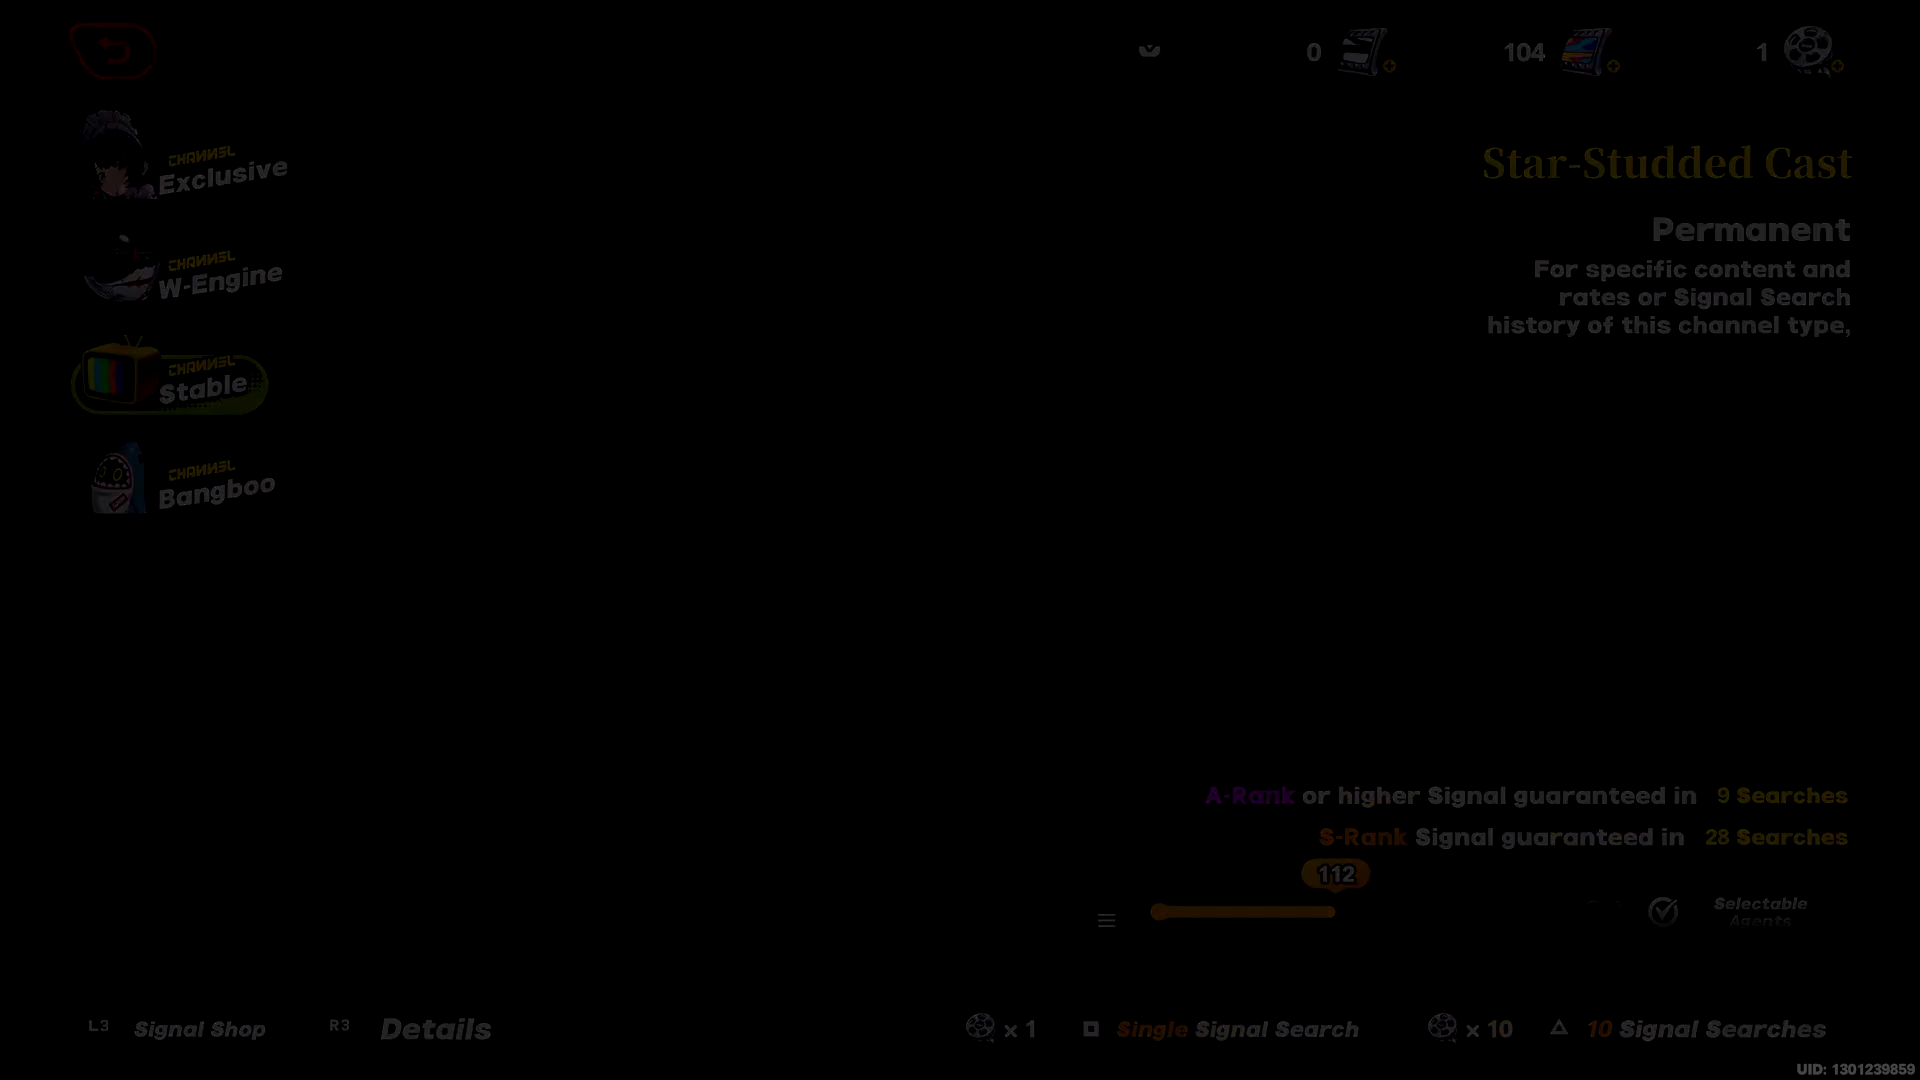 0
104
1
CHANNEL
Exclusive
CHANNEL
W-Engine
CHANNEL
Stable
CHANNEL
Bangboo
Star-Studded Cast
Permanent
For specific content and
rates or Signal Search
history of this channel type,
A-Rank or higher Signal guaranteed in 9 Searches
S-Rank Signal guaranteed in 28 Searches
112
Selectable
Agents
L3 Signal Shop R3 Details
x 1 Single Signal Search x 10 10 Signal Searches
UID: 1301239859